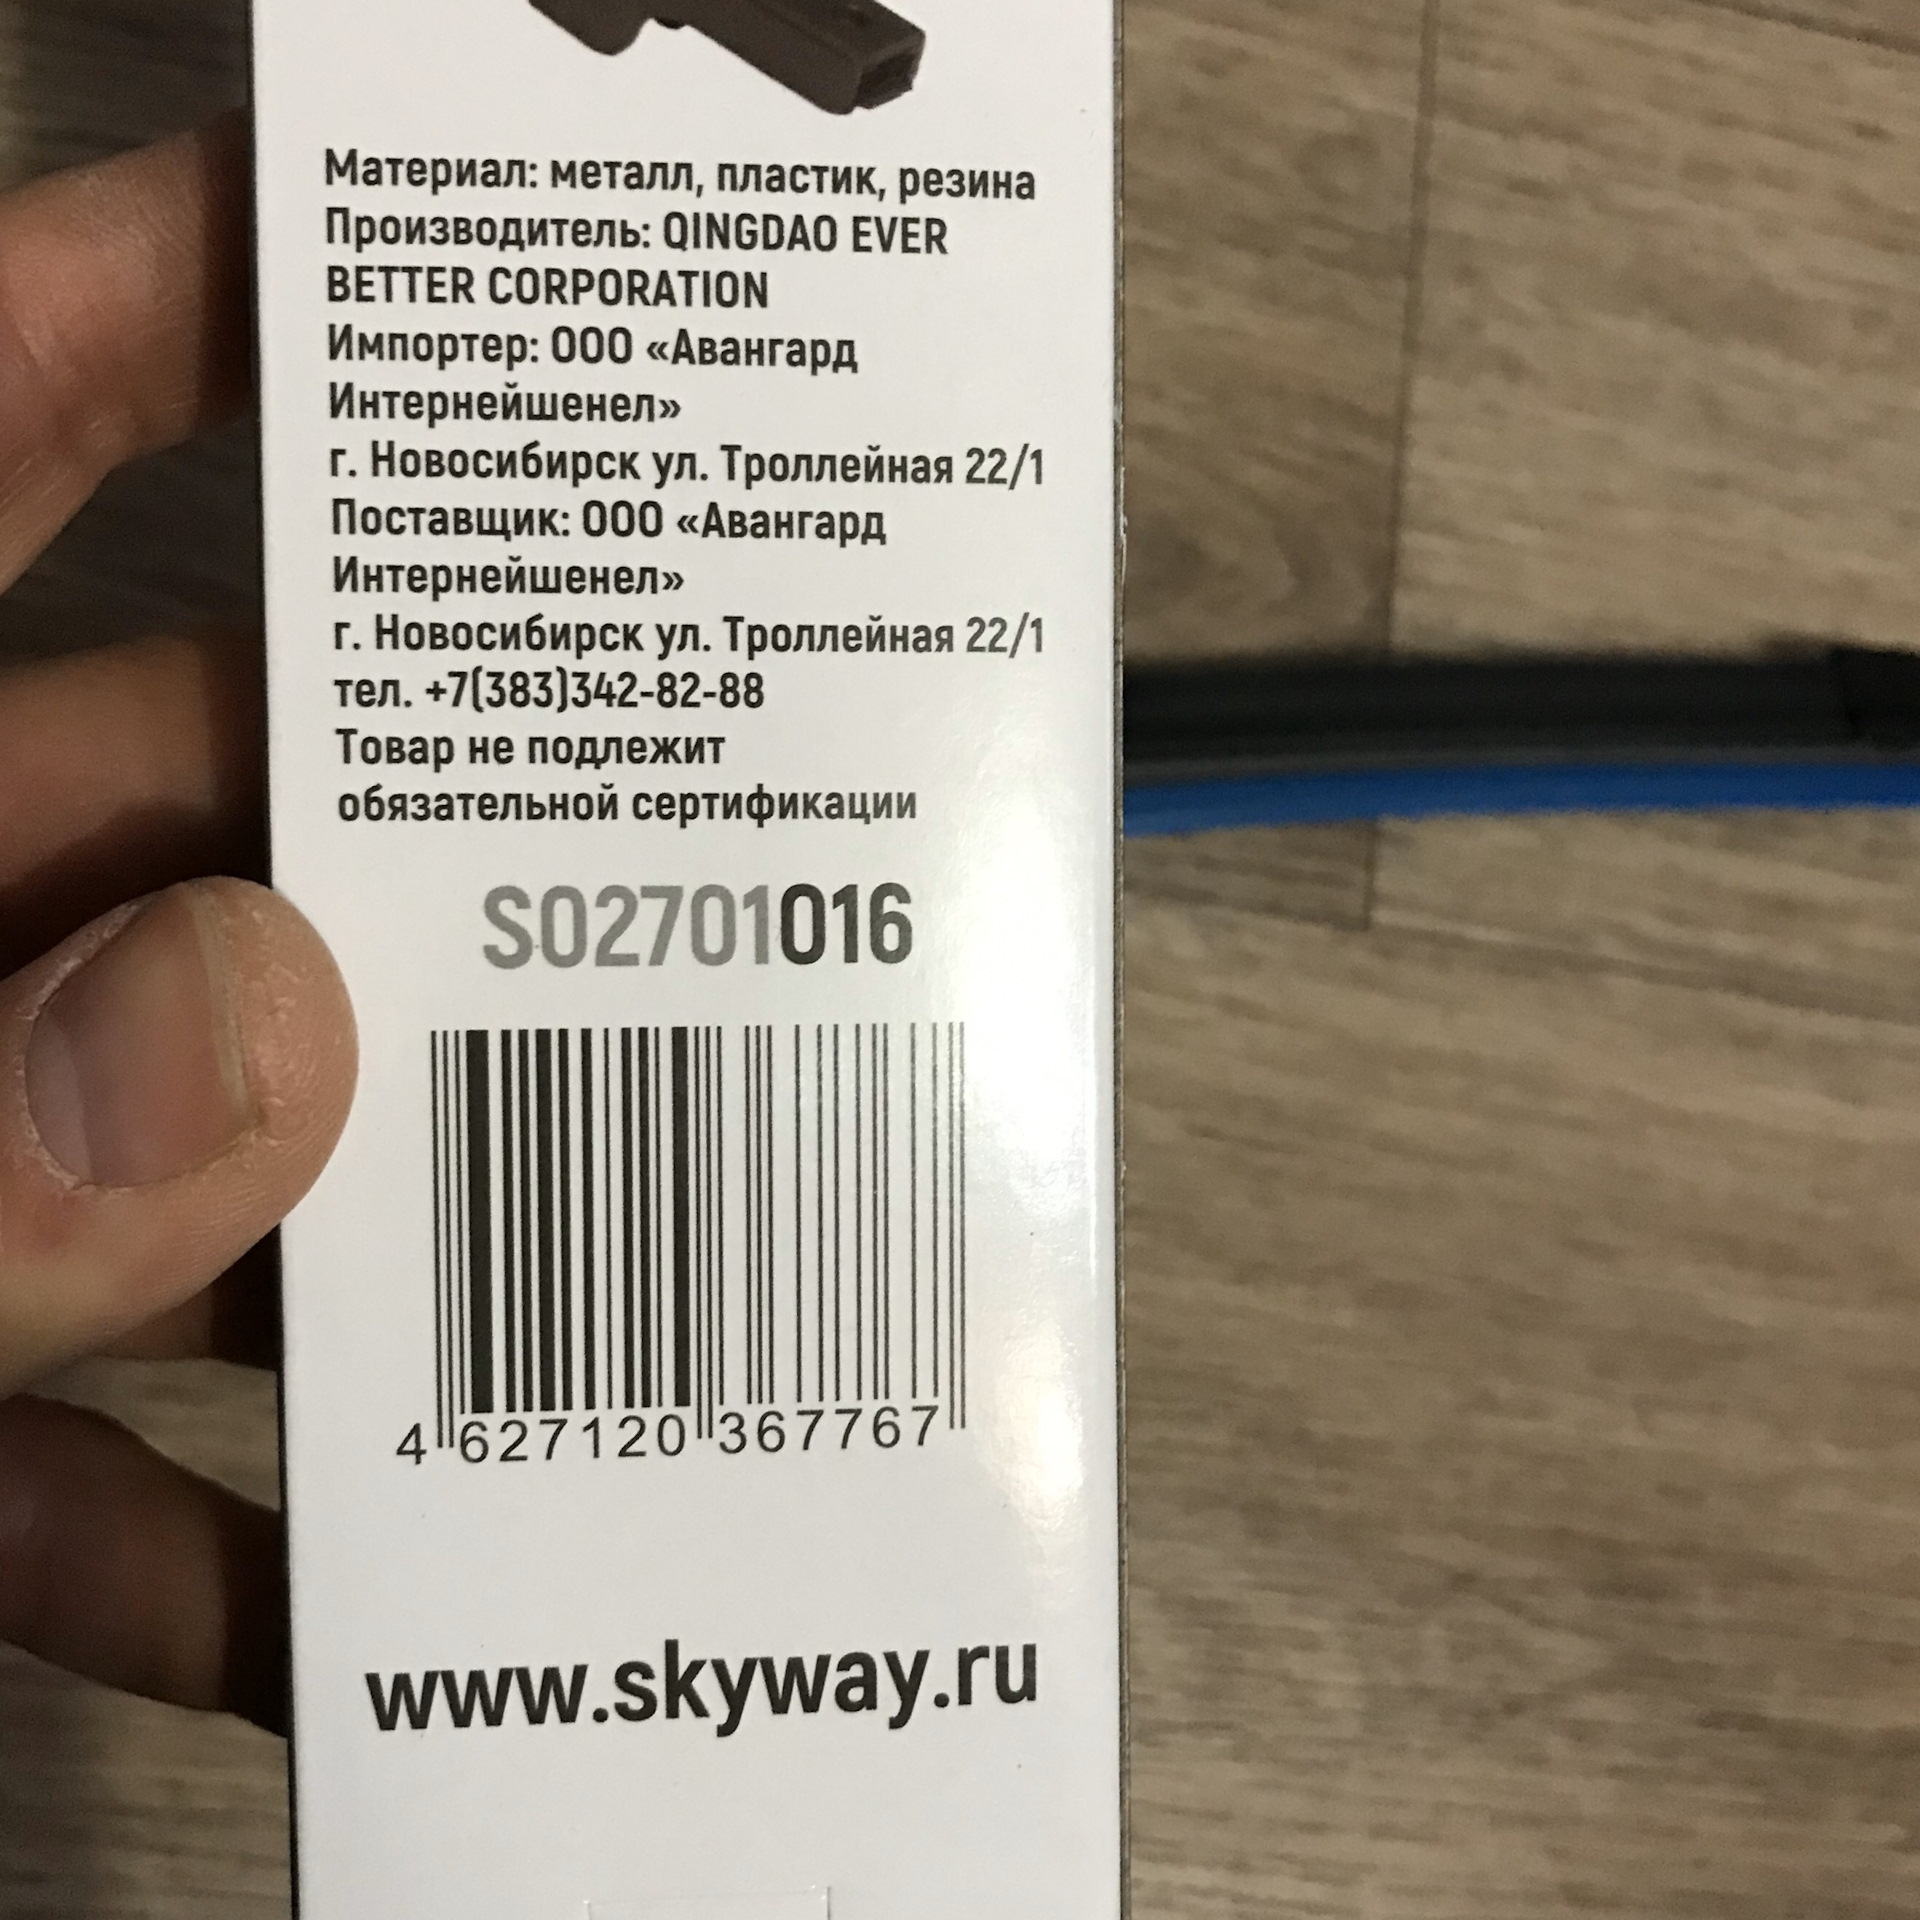 Материал: металл, пластик, резина
Производитель: QINGDAO EVER
BETTER CORPORATION
Импортер: ООО «Авангард
Интернейшенел»
г. Новосибирск ул. Троллейная 22/1
Поставщик: ООО «Авангард
Интернейшенел»
г. Новосибирск ул. Троллейная 22/1
тел. +7(383)342-82-88
Товар не подлежит
обязательной сертификации
S02701016
4 627120 367767
www.skyway.ru